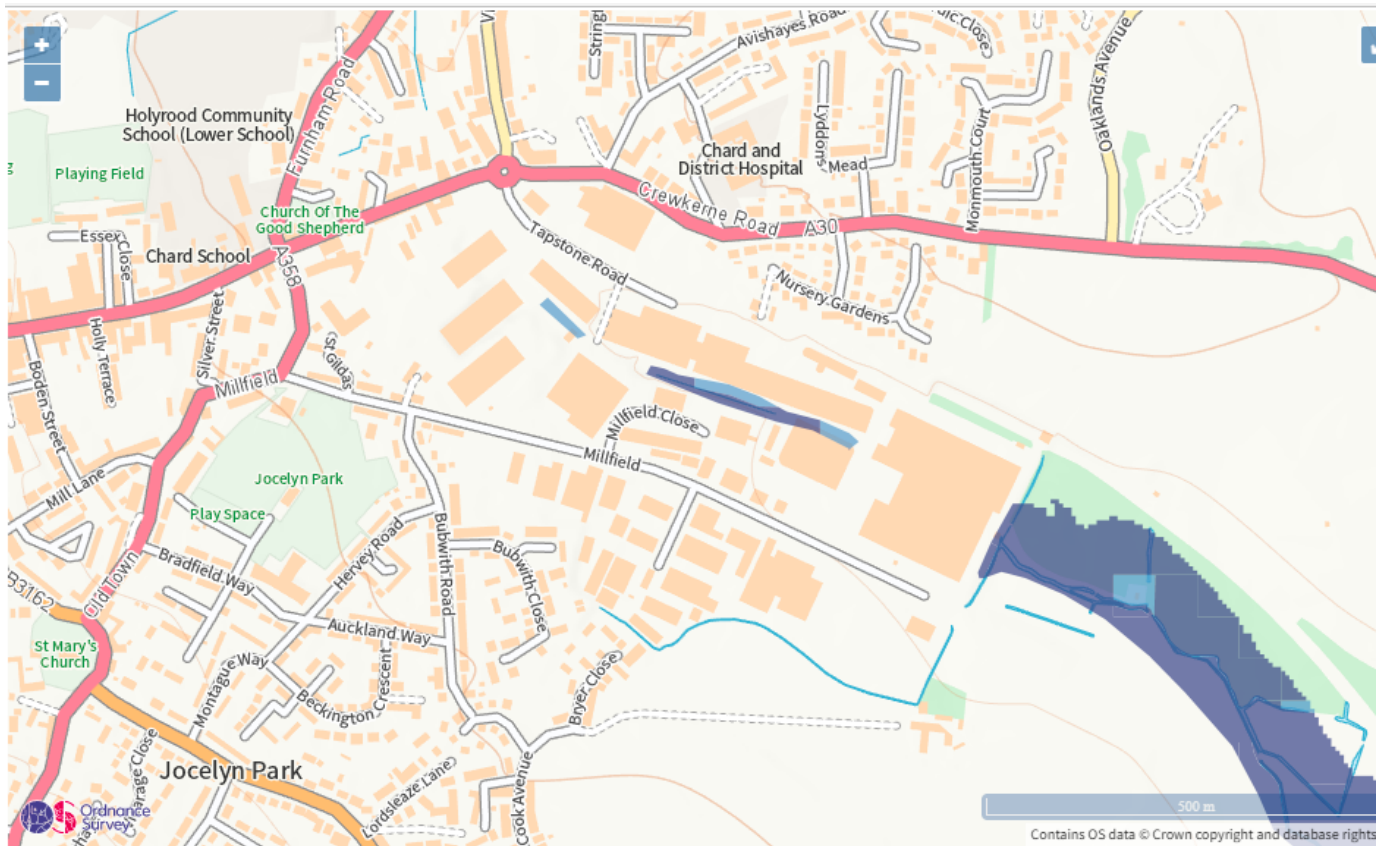 +
−
Furnham Road
Avishayes Road
Oaklands Avenue
Holyrood Community
School (Lower School)
Playing Field
Chard and
District Hospital
Lyddons
Mead
Monmouth Court
Crewkerne Road
A30
Church Of The
Good Shepherd
Essex
Close
Chard School
A358
Tapstone Road
Nursery Gardens
Holly Terrace
Silver Street
St Gildas
Boden Street
Millfield
Millfield Close
Millfield
Jocelyn Park
Play Space
Mill Lane
Hervey Road
Bubwith Road
Bubwith Close
Bradfield Way
Old Town
B3162
Auckland Way
St Mary's
Church
Montague Way
Beckington
Crescent
Bryer Close
Jocelyn Park
Lordsleaze Lane
Cook Avenue
Close
500 m
Ordnance
Survey
Contains OS data © Crown copyright and database rights